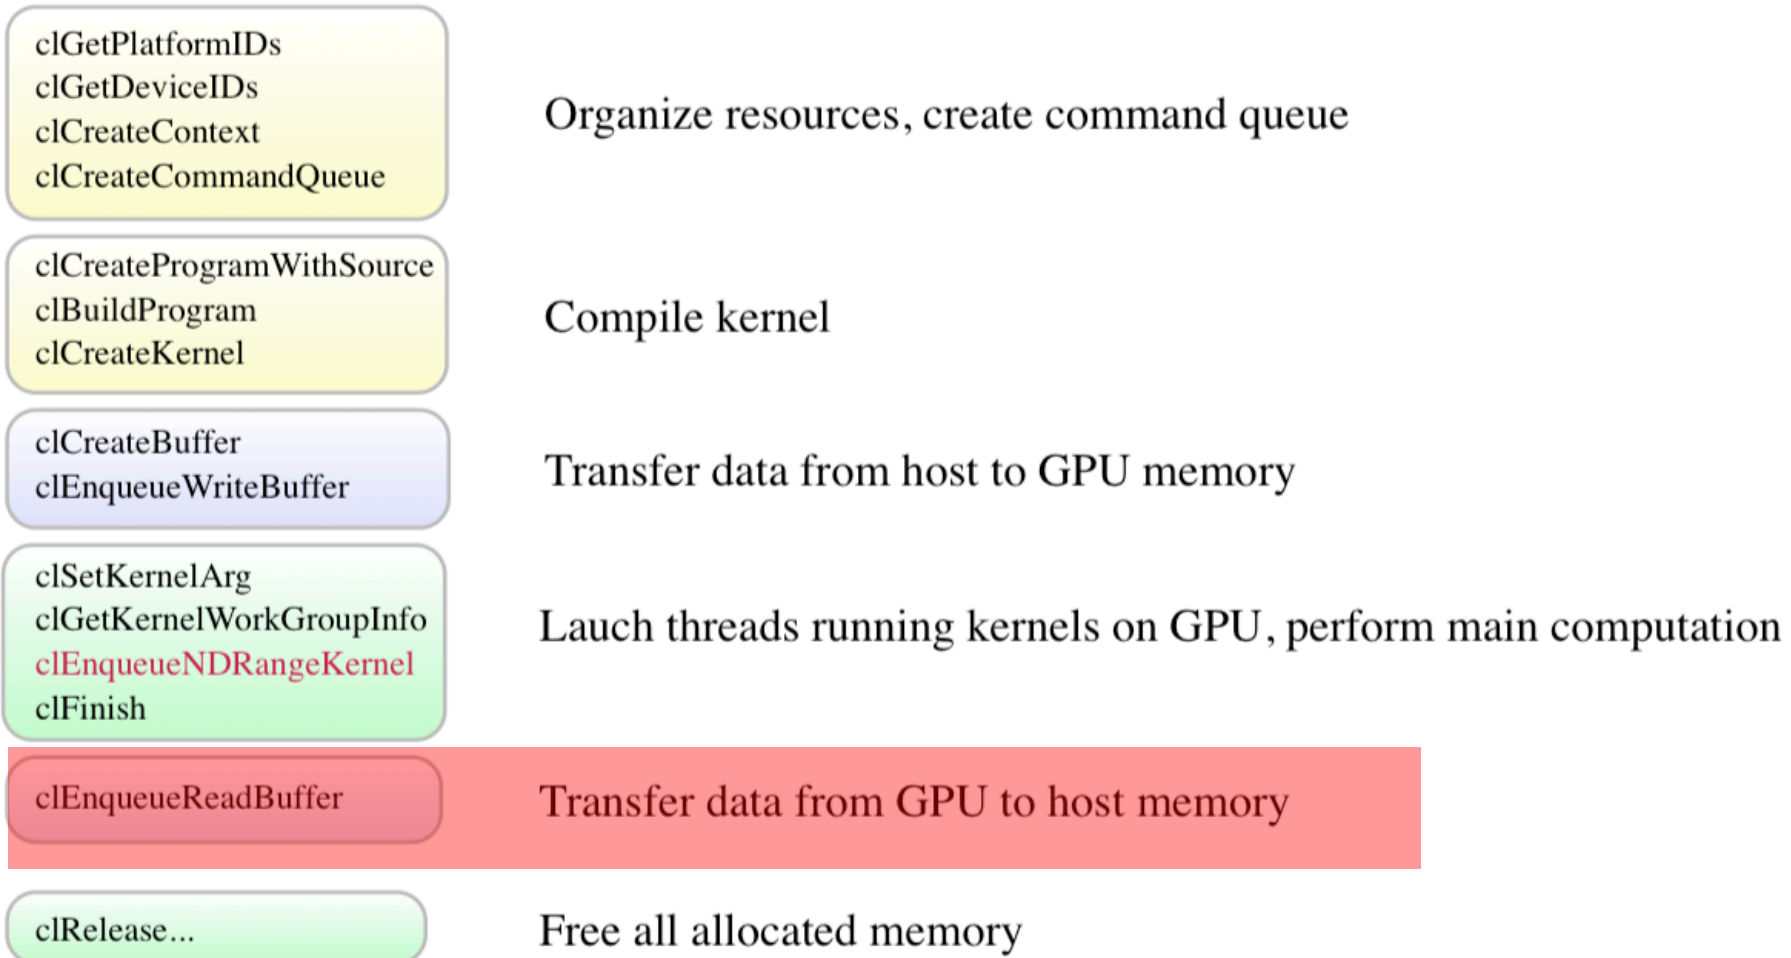 clGetPlatformIDs
clGetDeviceIDs
clCreateContext
clCreateCommandQueue
Organize resources, create command queue
clCreateProgramWithSource
clBuildProgram
clCreateKernel
Compile kernel
clCreateBuffer
clEnqueueWriteBuffer
Transfer data from host to GPU memory
clSetKernelArg
clGetKernelWorkGroupInfo
clEnqueueNDRangeKernel
clFinish
Lauch threads running kernels on GPU, perform main computation
clEnqueueReadBuffer
Transfer data from GPU to host memory
clRelease...
Free all allocated memory